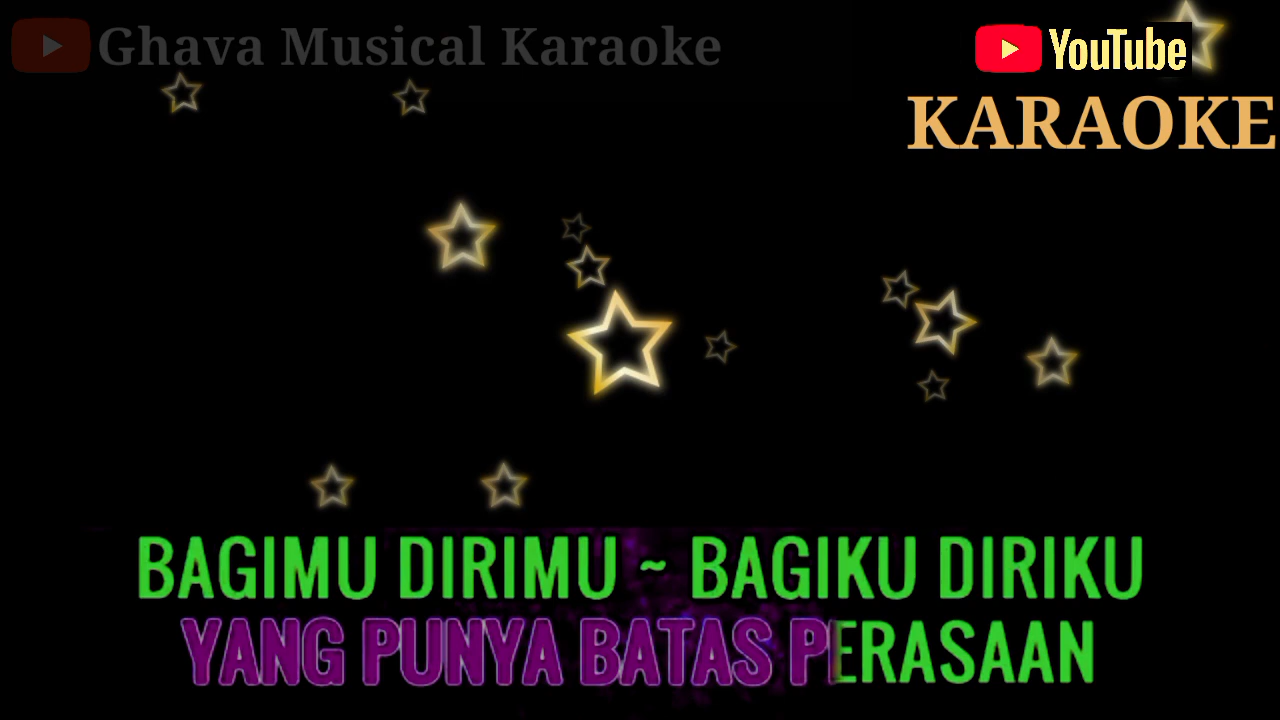 Ghava Musical Karaoke
YouTube
KARAOKE
BAGIMU DIRIMU ~ BAGIKU DIRIKU
YANG PUNYA BATAS PERASAAN